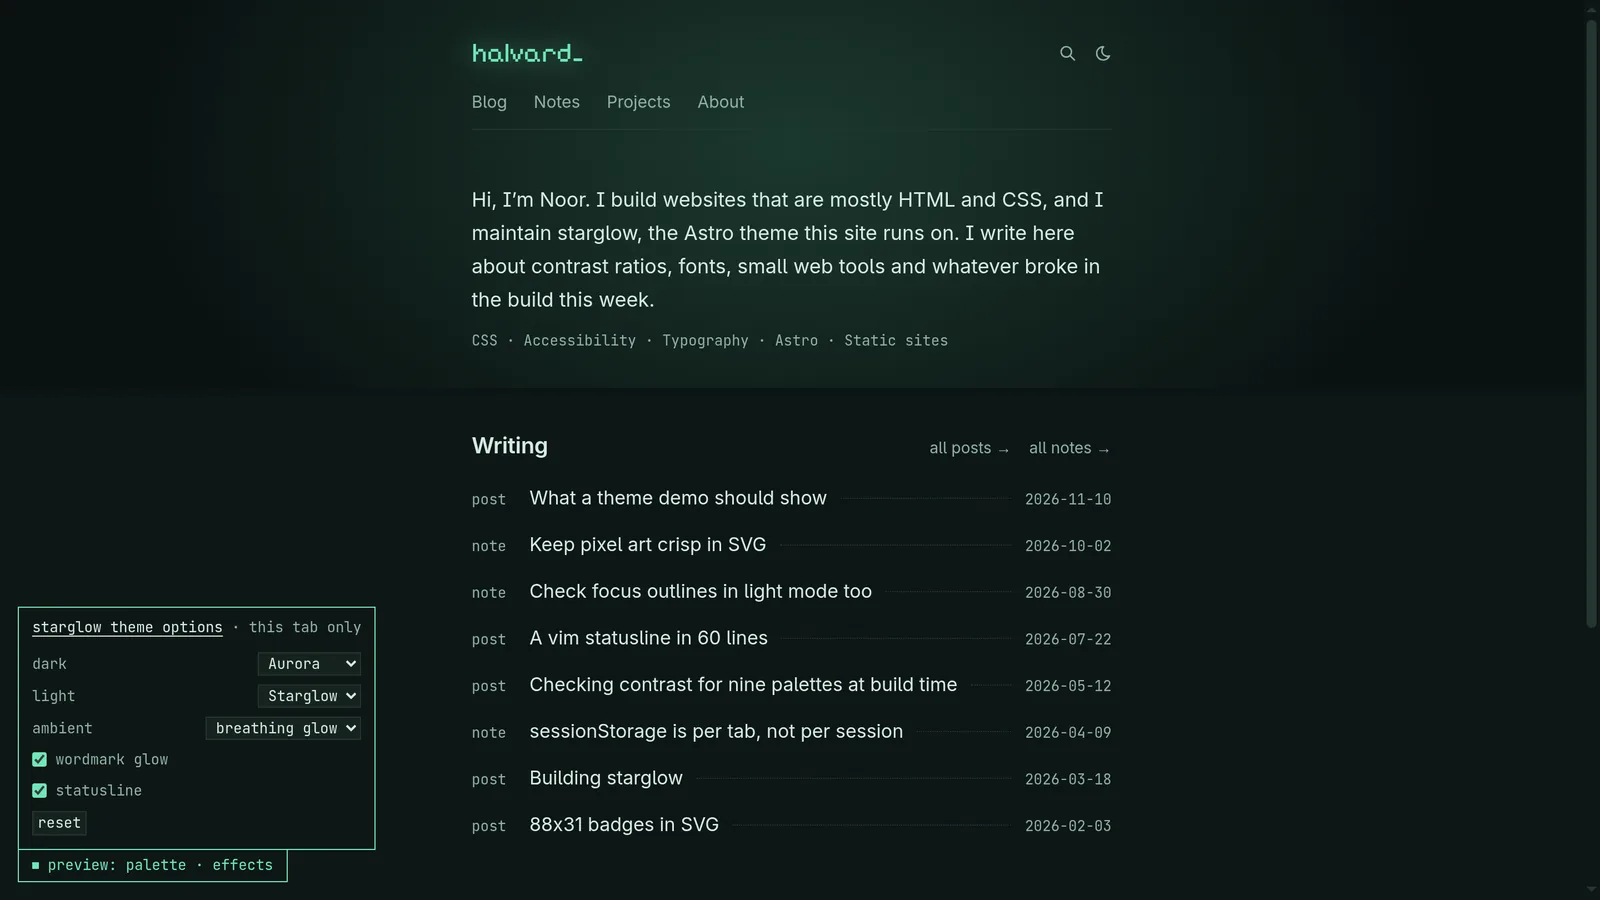 halvard_
Blog Notes Projects About
Hi, I’m Noor. I build websites that are mostly HTML and CSS, and I
maintain starglow, the Astro theme this site runs on. I write here
about contrast ratios, fonts, small web tools and whatever broke in
the build this week.
CSS · Accessibility · Typography · Astro · Static sites
Writing all posts → all notes →
post What a theme demo should show 2026-11-10
note Keep pixel art crisp in SVG 2026-10-02
note Check focus outlines in light mode too 2026-08-30
post A vim statusline in 60 lines 2026-07-22
post Checking contrast for nine palettes at build time 2026-05-12
note sessionStorage is per tab, not per session 2026-04-09
post Building starglow 2026-03-18
post 88x31 badges in SVG 2026-02-03
starglow theme options · this tab only
dark Aurora
light Starglow
ambient breathing glow
wordmark glow
statusline
reset
preview: palette · effects